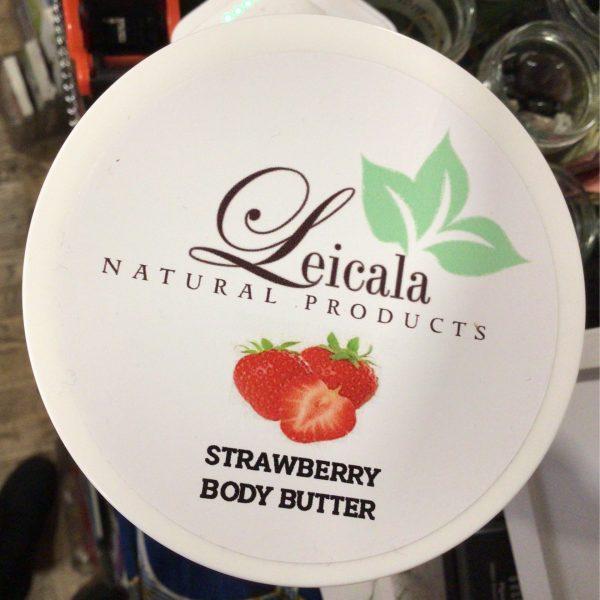 Leicala
NATURAL PRODUCTS
STRAWBERRY
BODY BUTTER